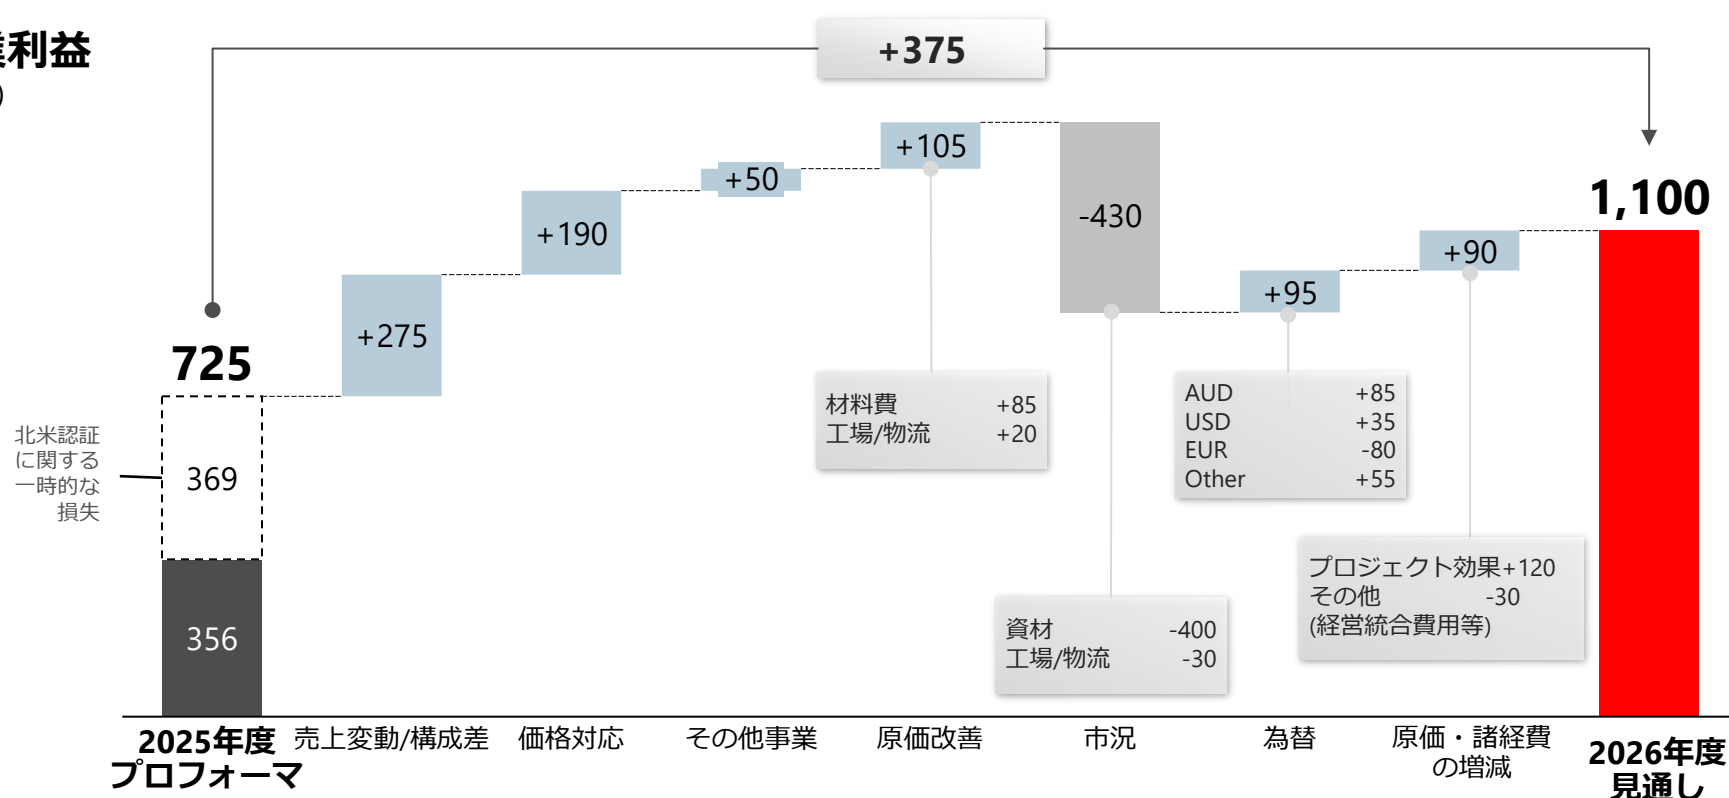 利益
)
+375
+105
+50
+190
-430
1,100
+90
+95
+275
725
材料費 +85
工場/物流 +20
AUD +85
USD +35
EUR -80
Other +55
北米認証
に関する
一時的な
損失
369
プロジェクト効果+120
その他 -30
(経営統合費用等)
資材 -400
工場/物流 -30
356
2025年度
プロフォーマ
売上変動/構成差
価格対応
その他事業
原価改善
市況
為替
原価・諸経費
の増減
2026年度
見通し